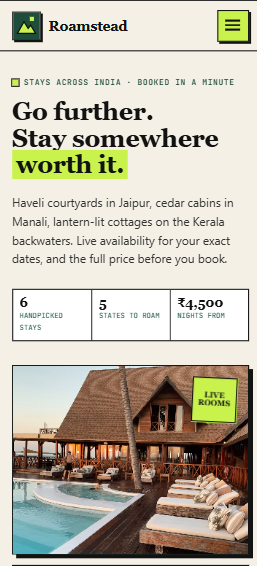 Roamstead
STAYS ACROSS INDIA · BOOKED IN A MINUTE
Go further.
Stay somewhere
worth it.
Haveli courtyards in Jaipur, cedar cabins in
Manali, lantern-lit cottages on the Kerala
backwaters. Live availability for your exact
dates, and the full price before you book.
6
HANDPICKED
STAYS
5
STATES TO ROAM
₹4,500
NIGHTS FROM
LIVE
ROOMS